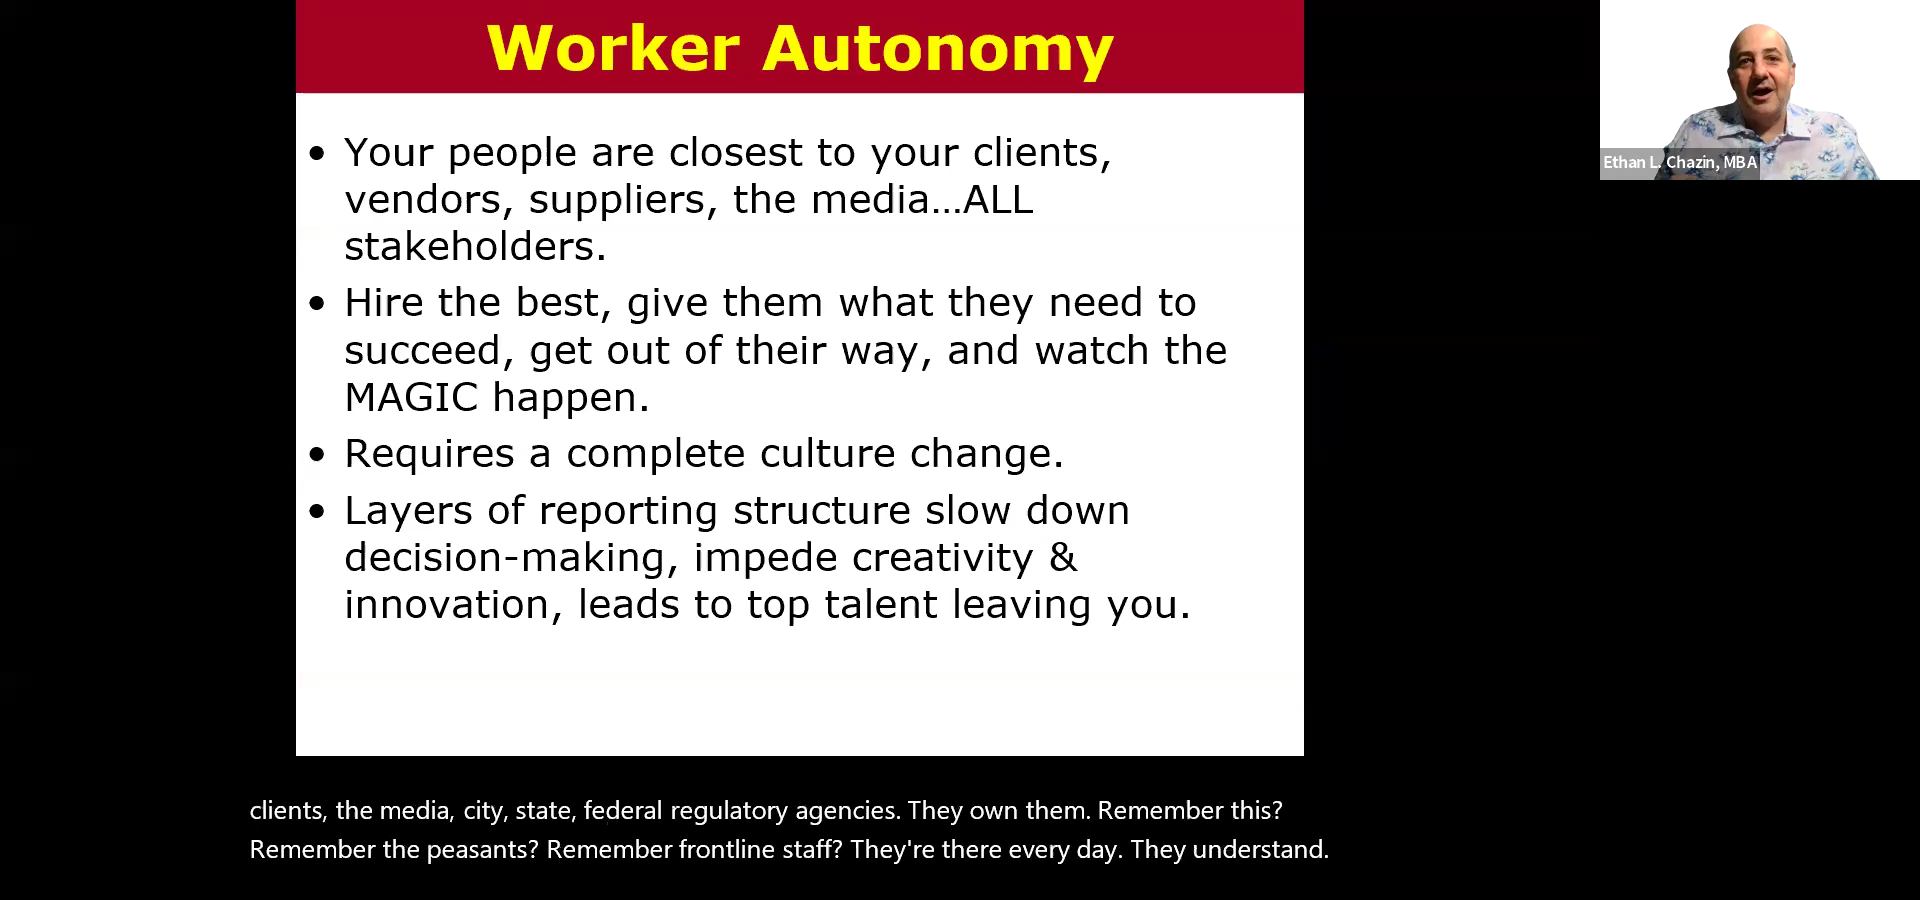 Worker Autonomy
• Your people are closest to your clients,
vendors, suppliers, the media...ALL
stakeholders.
• Hire the best, give them what they need to
succeed, get out of their way, and watch the
MAGIC happen.
• Requires a complete culture change.
• Layers of reporting structure slow down
decision-making, impede creativity &
innovation, leads to top talent leaving you.
Ethan L. Chazin, MBA
clients, the media, city, state, federal regulatory agencies. They own them. Remember this?
Remember the peasants? Remember frontline staff? They're there every day. They understand.